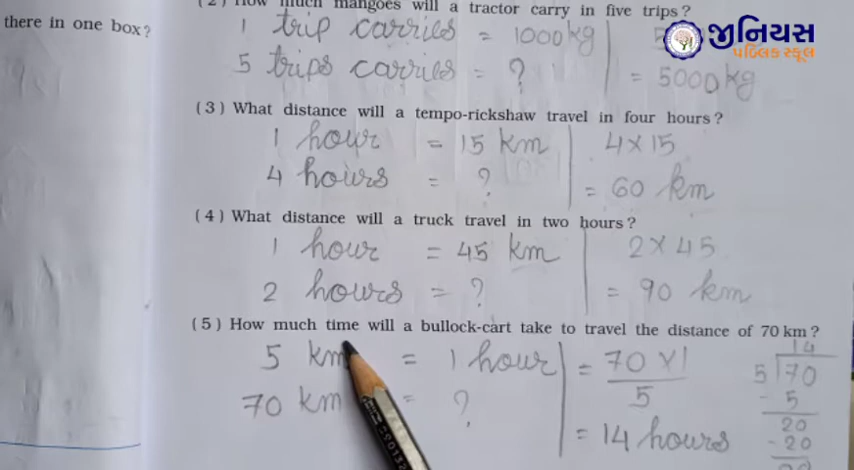 (2) How much mangoes will a tractor carry in five trips?
there in one box?
1 trip carries = 1000 kg
5 trips carries = ?
= 5000 kg
જીનિયસ
પબ્લિક સ્કૂલ
(3) What distance will a tempo-rickshaw travel in four hours?
1 hour = 15 km
4 × 15
4 hours = ?
= 60 km
(4) What distance will a truck travel in two hours?
1 hour = 45 km
2 × 45
2 hours = ?
= 90 km
(5) How much time will a bullock-cart take to travel the distance of 70 km?
5 km = 1 hour
= 70 × 1
5
70 km = ?
= 14 hours
14
5 70
- 5
20
- 20